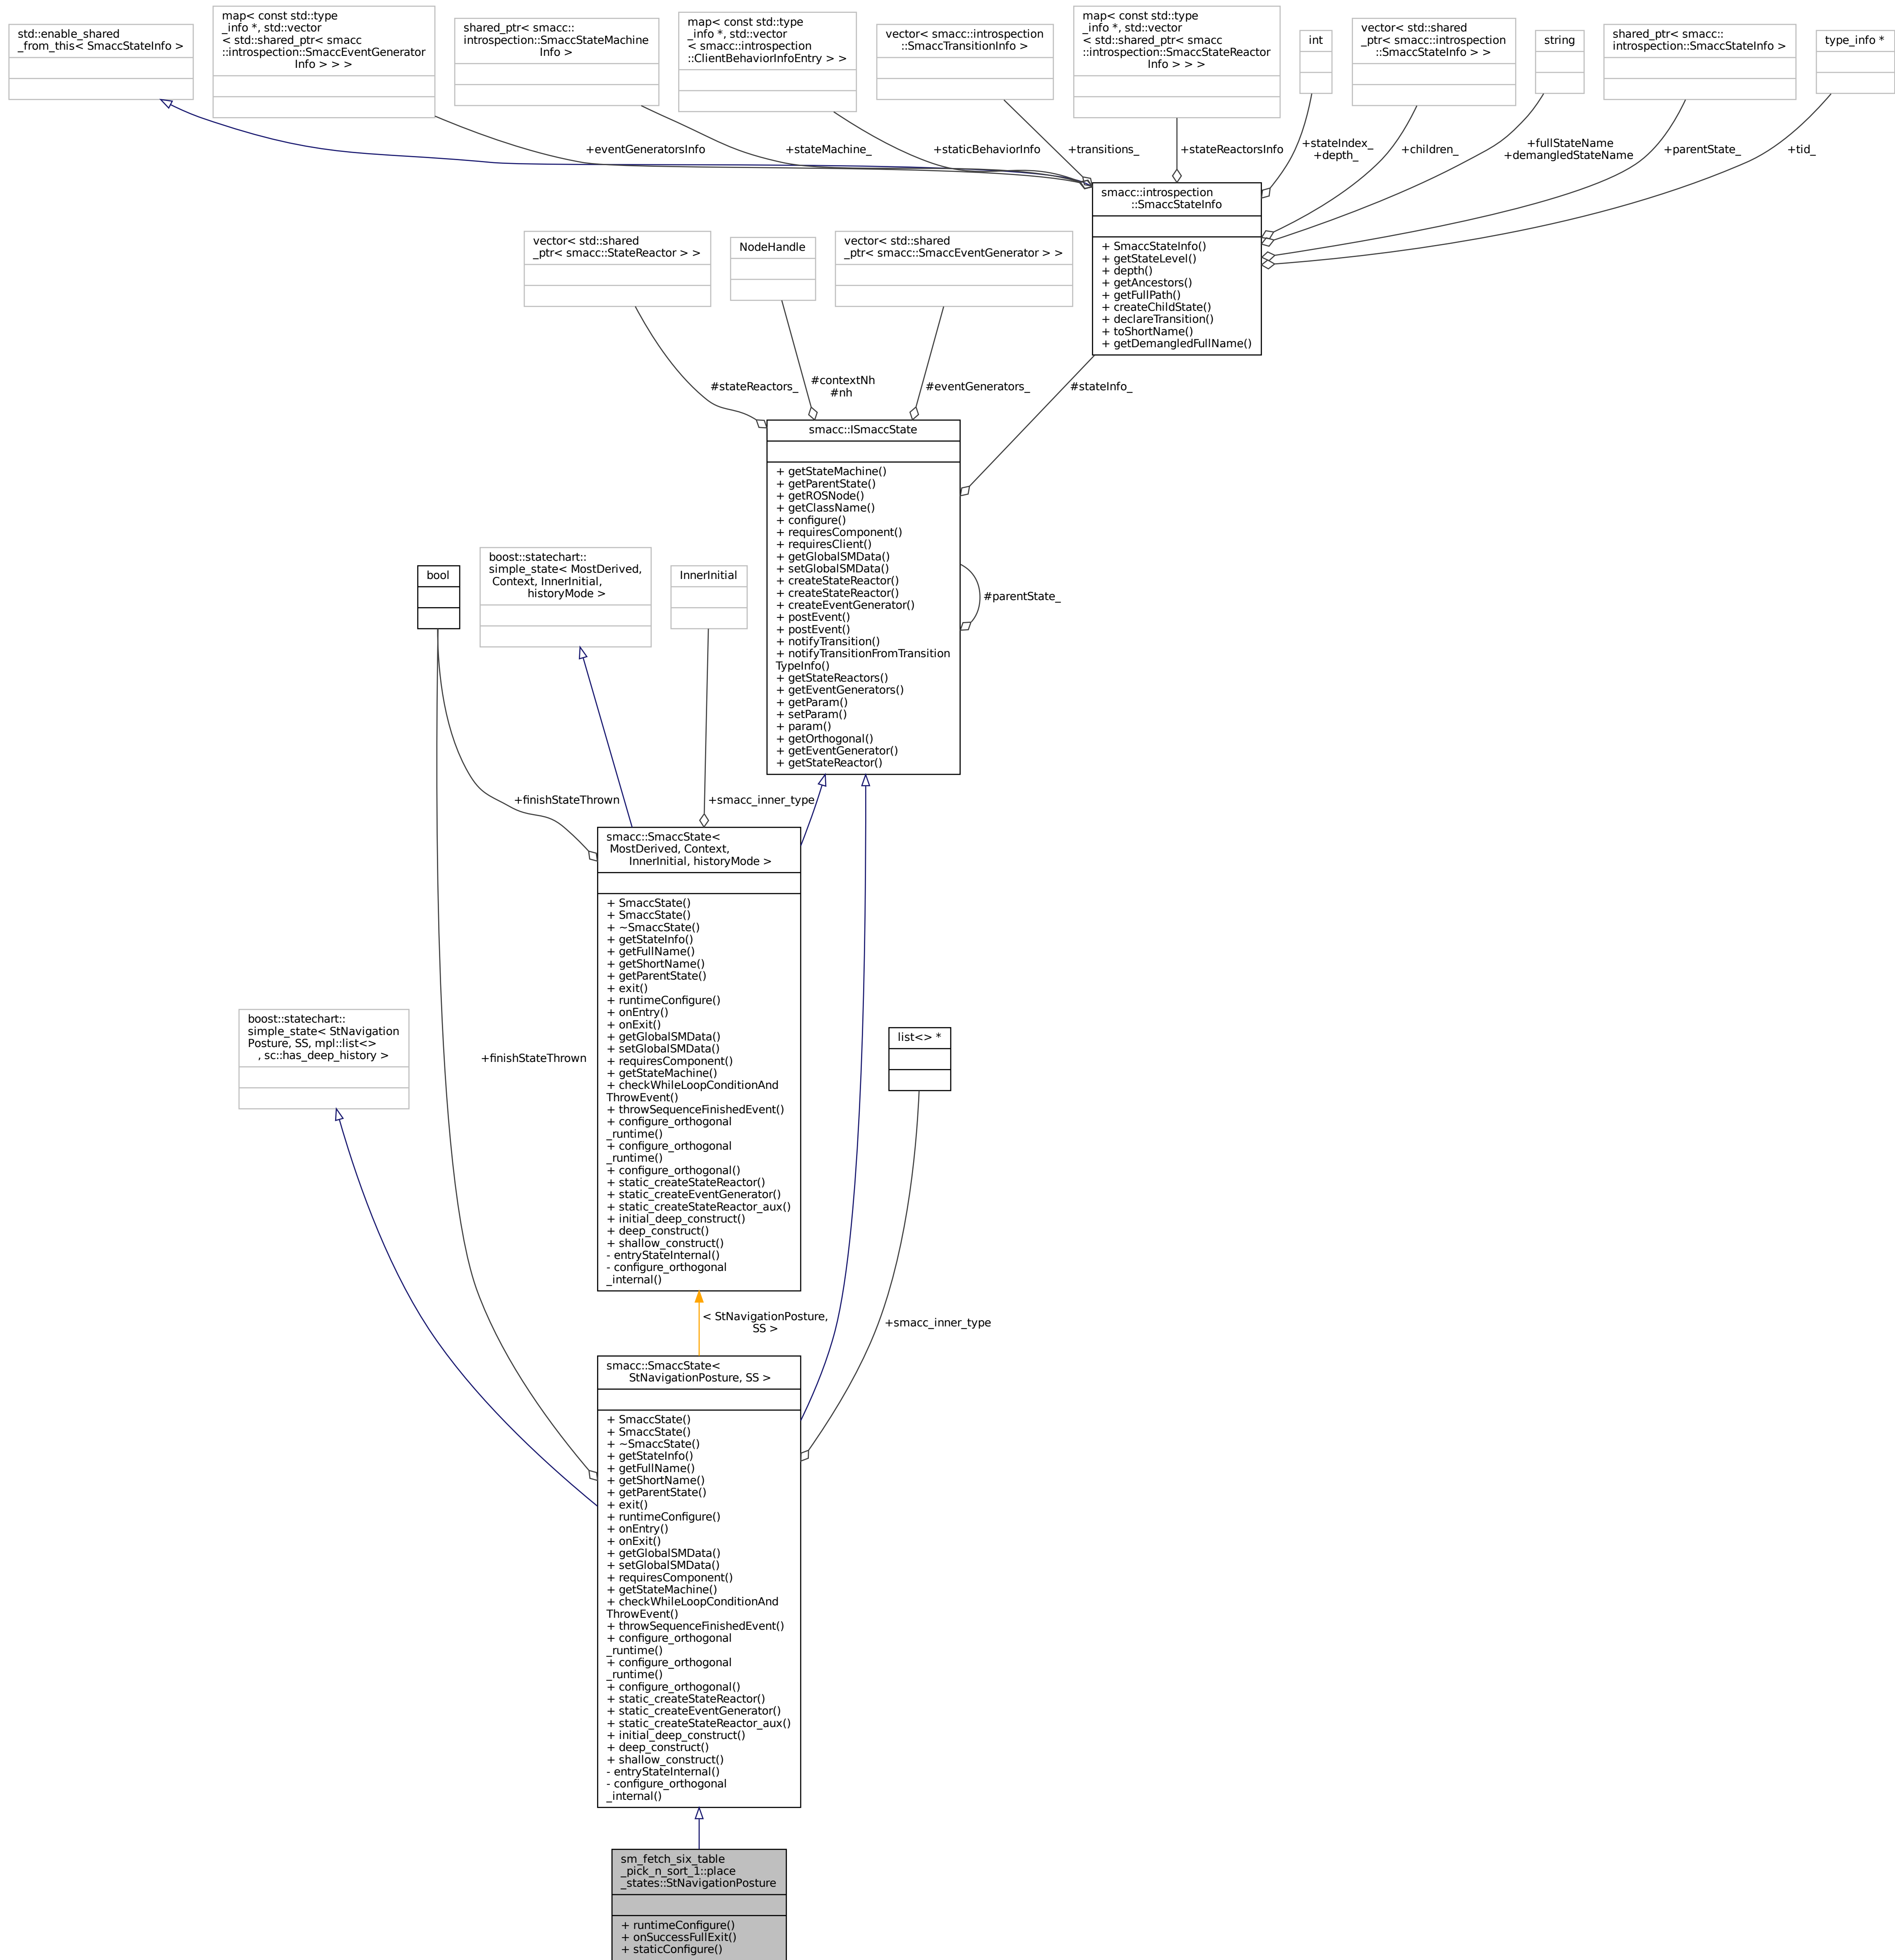 std::enable_shared
_from_this< SmaccStateInfo >
map< const std::type
_info *, std::vector
< std::shared_ptr< smacc
::introspection::SmaccEventGenerator
Info > > >
shared_ptr< smacc::
introspection::SmaccStateMachine
Info >
map< const std::type
_info *, std::vector
< smacc::introspection
::ClientBehaviorInfoEntry > >
vector< smacc::introspection
::SmaccTransitionInfo >
map< const std::type
_info *, std::vector
< std::shared_ptr< smacc
::introspection::SmaccStateReactor
Info > > >
int
vector< std::shared
_ptr< smacc::introspection
::SmaccStateInfo > >
string
shared_ptr< smacc::
introspection::SmaccStateInfo >
type_info *
+eventGeneratorsInfo
+stateMachine_
+staticBehaviorInfo
+transitions_
+stateReactorsInfo
+stateIndex_
+depth_
+children_
+fullStateName
+demangledStateName
+parentState_
+tid_
smacc::introspection
::SmaccStateInfo
+ SmaccStateInfo()
+ getStateLevel()
+ depth()
+ getAncestors()
+ getFullPath()
+ createChildState()
+ declareTransition()
+ toShortName()
+ getDemangledFullName()
vector< std::shared
_ptr< smacc::StateReactor > >
NodeHandle
vector< std::shared
_ptr< smacc::SmaccEventGenerator > >
#stateReactors_
#contextNh
#nh
#eventGenerators_
#stateInfo_
smacc::ISmaccState
+ getStateMachine()
+ getParentState()
+ getROSNode()
+ getClassName()
+ configure()
+ requiresComponent()
+ requiresClient()
+ getGlobalSMData()
+ setGlobalSMData()
+ createStateReactor()
+ createStateReactor()
+ createEventGenerator()
+ postEvent()
+ postEvent()
+ notifyTransition()
+ notifyTransitionFromTransition
TypeInfo()
+ getStateReactors()
+ getEventGenerators()
+ getParam()
+ setParam()
+ param()
+ getOrthogonal()
+ getEventGenerator()
+ getStateReactor()
#parentState_
bool
boost::statechart::
simple_state< MostDerived,
Context, InnerInitial,
historyMode >
InnerInitial
+finishStateThrown
+smacc_inner_type
smacc::SmaccState<
MostDerived, Context,
InnerInitial, historyMode >
+ SmaccState()
+ SmaccState()
+ ~SmaccState()
+ getStateInfo()
+ getFullName()
+ getShortName()
+ getParentState()
+ exit()
+ runtimeConfigure()
+ onEntry()
+ onExit()
+ getGlobalSMData()
+ setGlobalSMData()
+ requiresComponent()
+ getStateMachine()
+ checkWhileLoopConditionAnd
ThrowEvent()
+ throwSequenceFinishedEvent()
+ configure_orthogonal
_runtime()
+ configure_orthogonal
_runtime()
+ configure_orthogonal()
+ static_createStateReactor()
+ static_createEventGenerator()
+ static_createStateReactor_aux()
+ initial_deep_construct()
+ deep_construct()
+ shallow_construct()
- entryStateInternal()
- configure_orthogonal
_internal()
boost::statechart::
simple_state< StNavigation
Posture, SS, mpl::list<>
, sc::has_deep_history >
+finishStateThrown
list<> *
< StNavigationPosture,
SS >
+smacc_inner_type
smacc::SmaccState<
StNavigationPosture, SS >
+ SmaccState()
+ SmaccState()
+ ~SmaccState()
+ getStateInfo()
+ getFullName()
+ getShortName()
+ getParentState()
+ exit()
+ runtimeConfigure()
+ onEntry()
+ onExit()
+ getGlobalSMData()
+ setGlobalSMData()
+ requiresComponent()
+ getStateMachine()
+ checkWhileLoopConditionAnd
ThrowEvent()
+ throwSequenceFinishedEvent()
+ configure_orthogonal
_runtime()
+ configure_orthogonal
_runtime()
+ configure_orthogonal()
+ static_createStateReactor()
+ static_createEventGenerator()
+ static_createStateReactor_aux()
+ initial_deep_construct()
+ deep_construct()
+ shallow_construct()
- entryStateInternal()
- configure_orthogonal
_internal()
sm_fetch_six_table
_pick_n_sort_1::place
_states::StNavigationPosture
+ runtimeConfigure()
+ onSuccessFullExit()
+ staticConfigure()